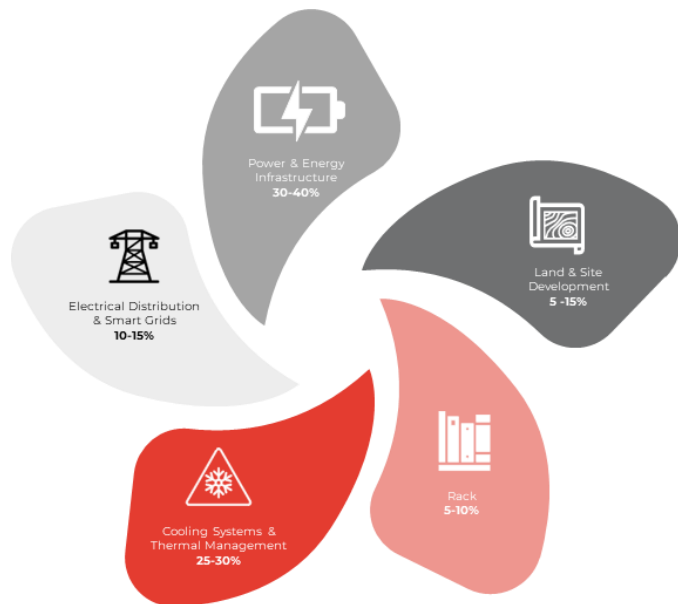 Power & Energy
Infrastructure
30-40%
Land & Site
Development
5 -15%
Electrical Distribution
& Smart Grids
10-15%
Rack
5-10%
Cooling Systems &
Thermal Management
25-30%